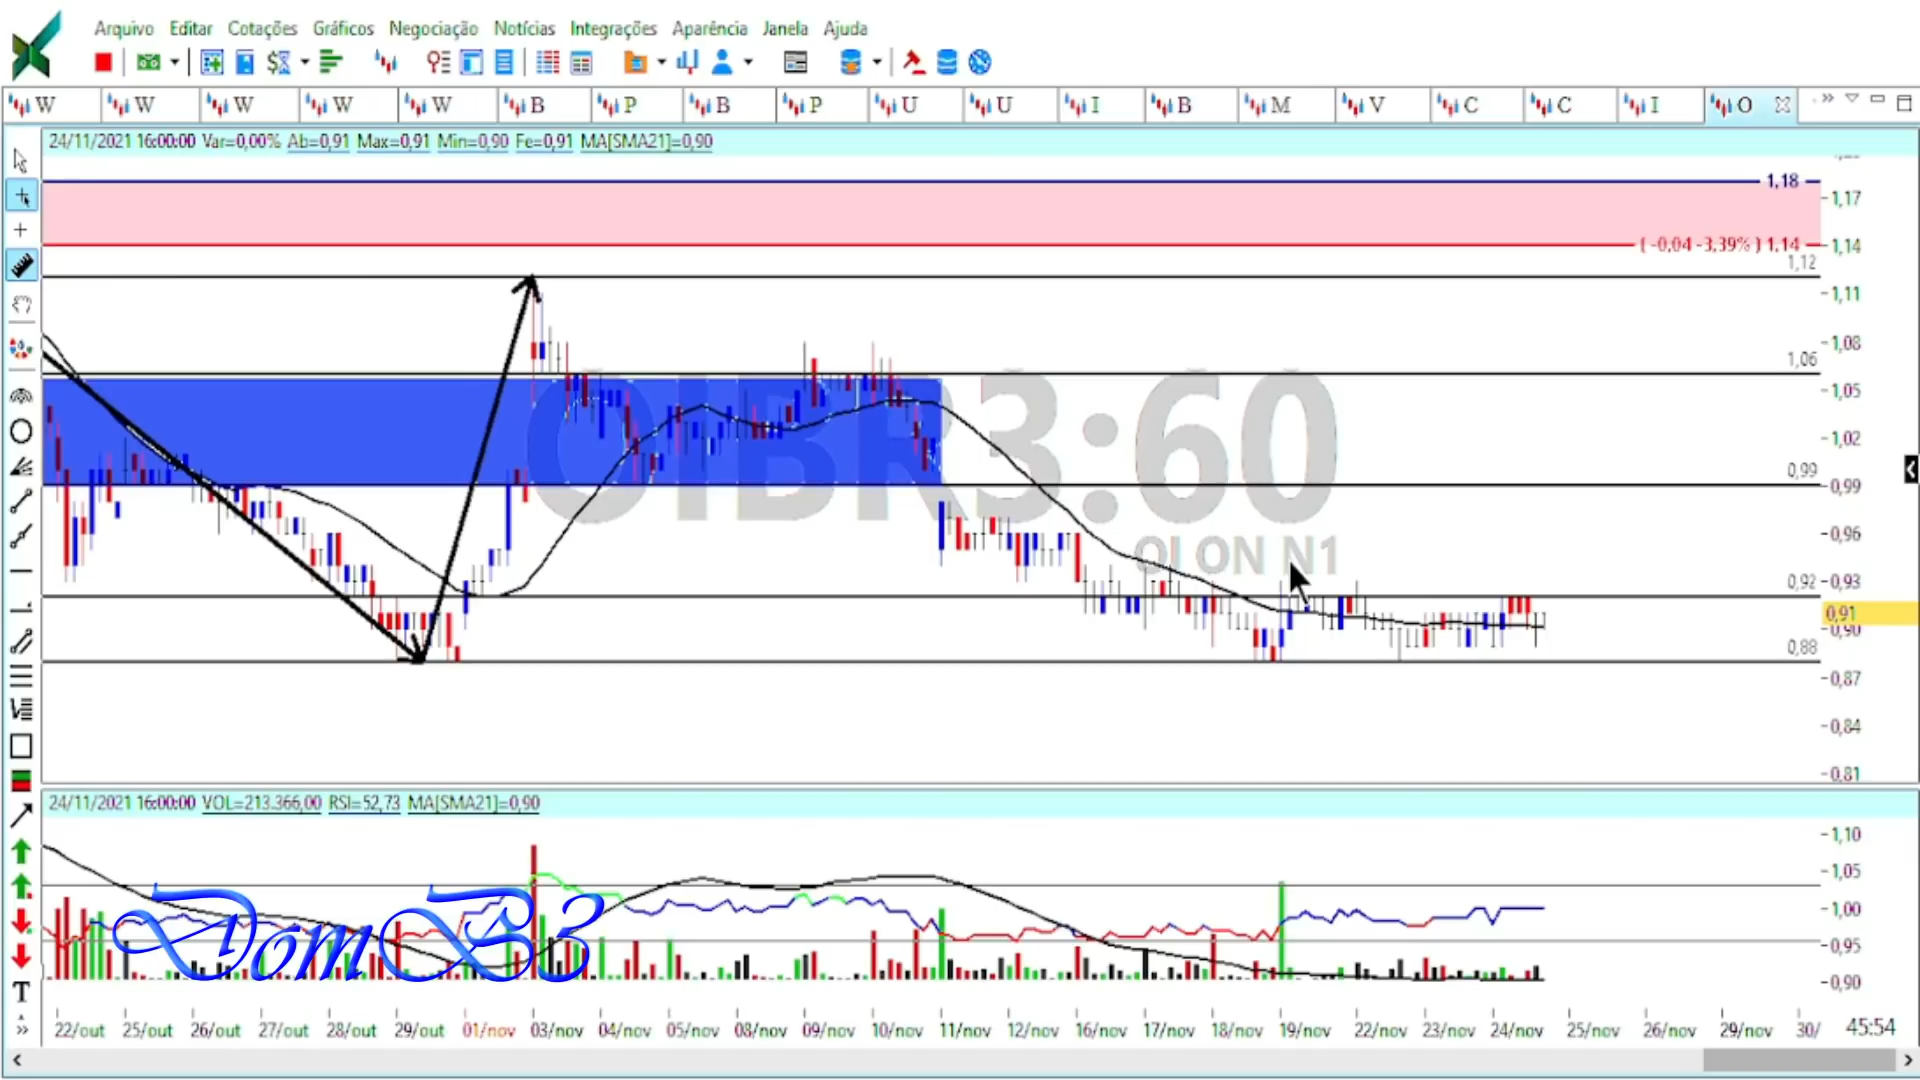 Arquivo Editar Cotações Gráficos Negociação Notícias Integrações Aparência Janela Ajuda
W W W W W B P B P U U I B M V C C I O
24/11/2021 16:00:00 Var=0,00% Ab=0,91 Max=0,91 Min=0,90 Fe=0,91 MA[SMA21]=0,90
1,18
1,17
( -0,04 -3,39% ) 1,14
1,14
1,12
1,11
1,08
1,06
1,05
1,02
0,99
0,99
0,96
0,92
0,93
0,91
0,90
0,88
0,87
0,84
0,81
OIBR3:60
OI ON N1
24/11/2021 16:00:00 VOL=213.366,00 RSI=52,73 MA[SMA21]=0,90
1,10
1,05
1,00
0,95
0,90
DomB3
T
22/out 25/out 26/out 27/out 28/out 29/out 01/nov 03/nov 04/nov 05/nov 08/nov 09/nov 10/nov 11/nov 12/nov 16/nov 17/nov 18/nov 19/nov 22/nov 23/nov 24/nov 25/nov 26/nov 29/nov 30/ 45:54